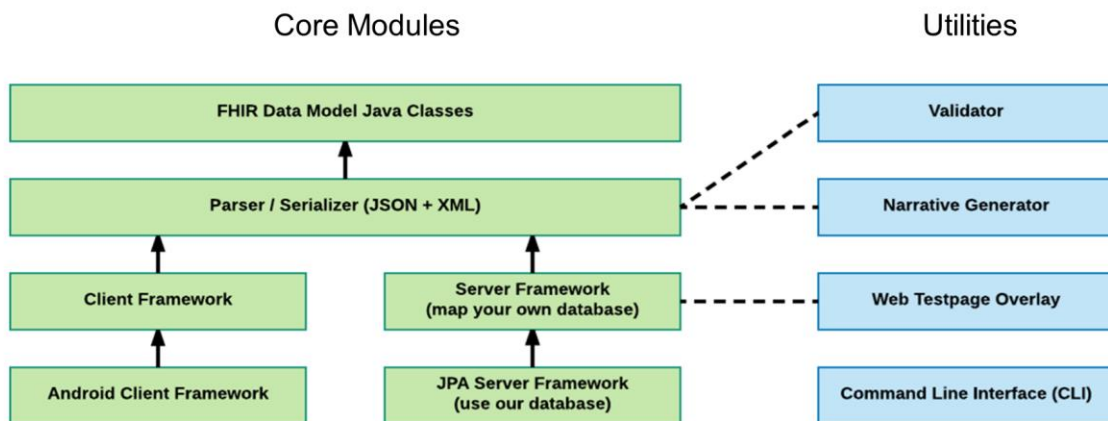 Core Modules
Utilities
FHIR Data Model Java Classes
Validator
Parser / Serializer (JSON + XML)
Narrative Generator
Client Framework
Server Framework
(map your own database)
Web Testpage Overlay
Android Client Framework
JPA Server Framework
(use our database)
Command Line Interface (CLI)